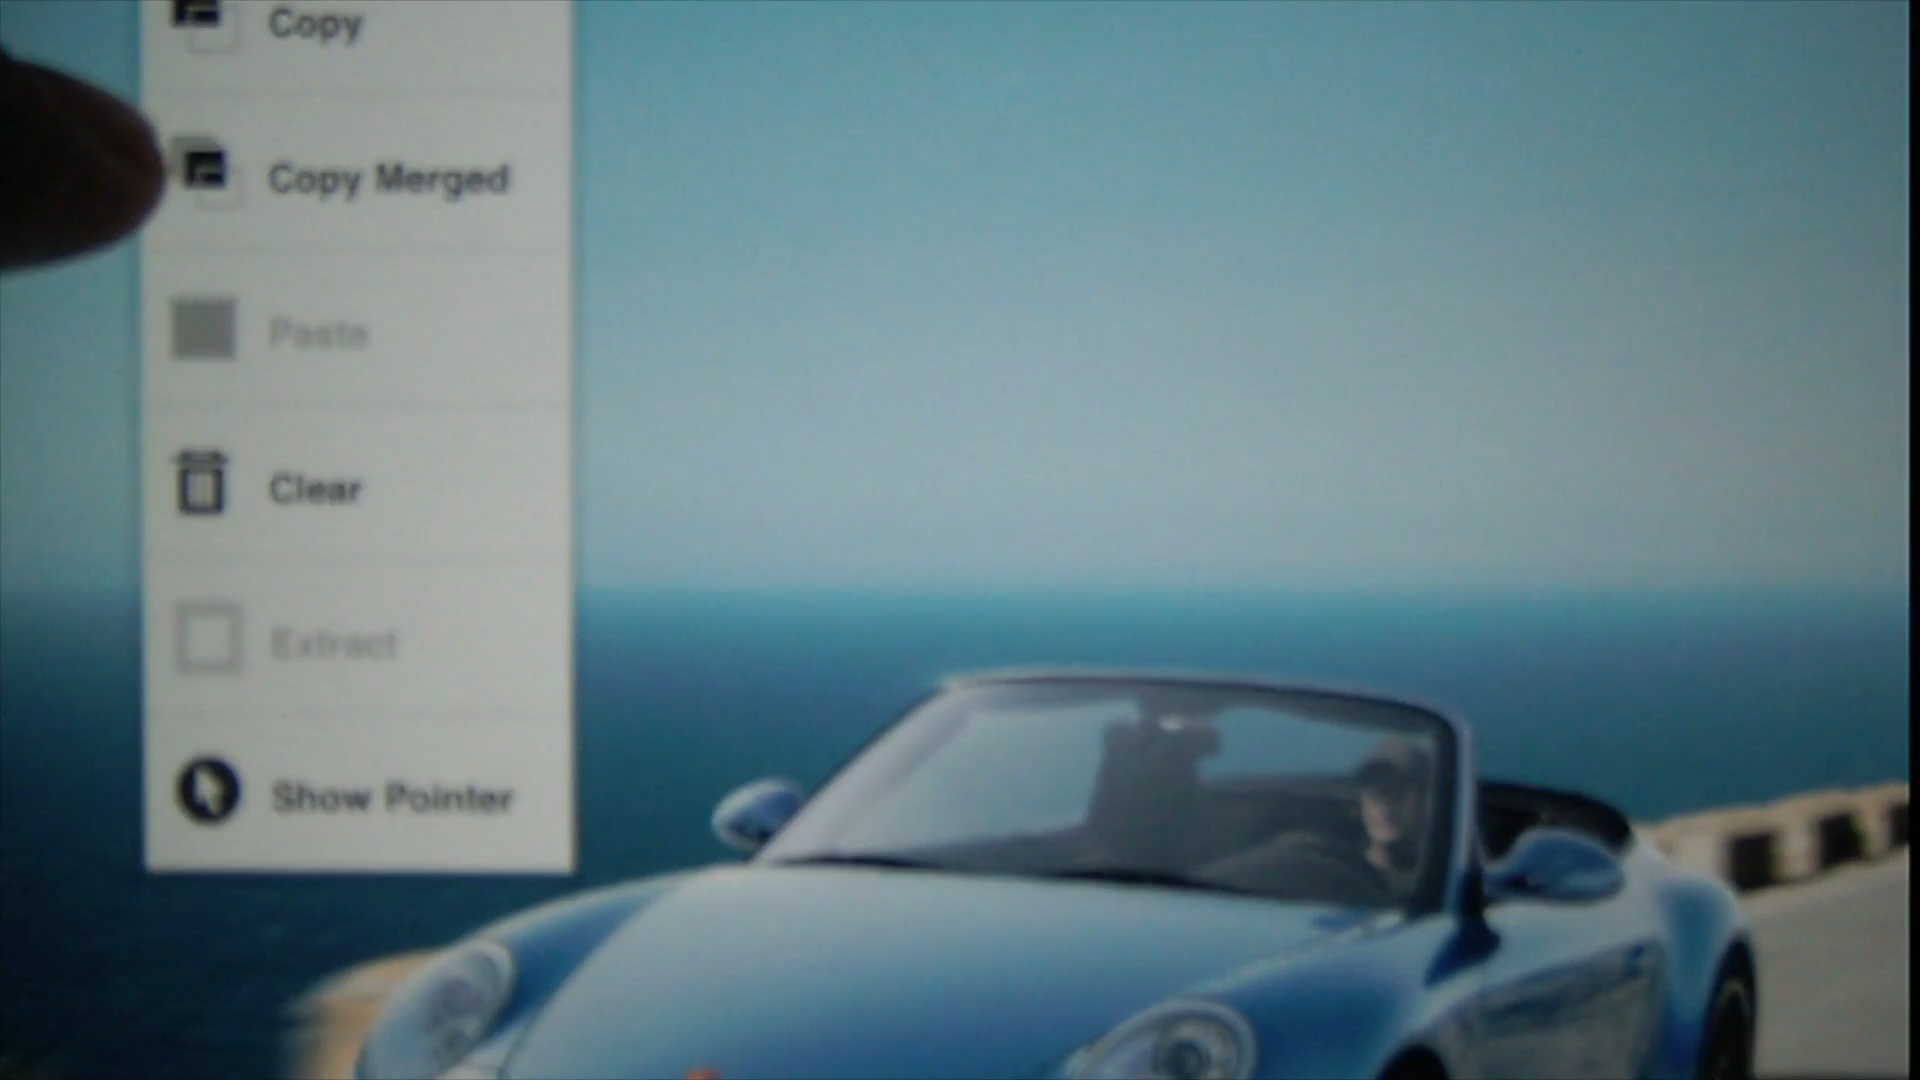 Copy
Copy Merged
Paste
Clear
Extract
Show Pointer